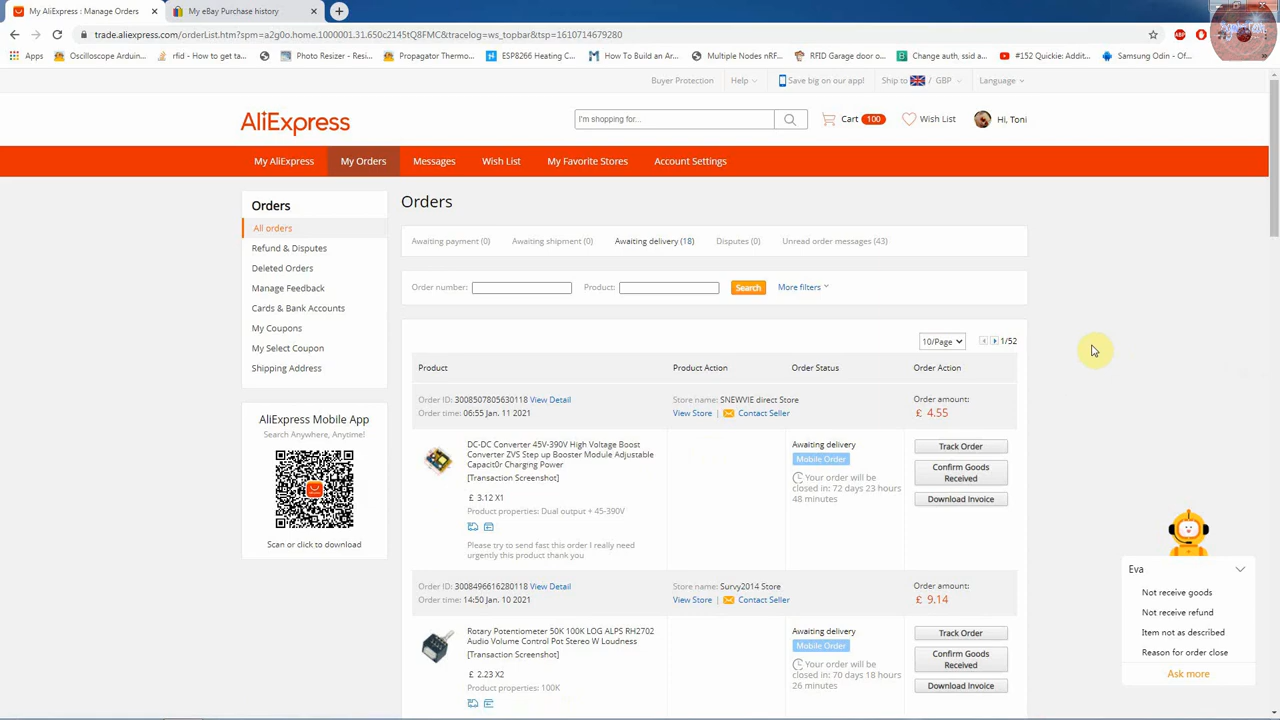 My AliExpress : Manage Orders
My eBay Purchase history
trade.aliexpress.com/orderList.htm?spm=a2g0o.home.1000001.31.650c2145tQ8FMC&tracelog=ws_topbar&tsp=1610714679280
Apps
Oscilloscope Arduin...
rfid - How to get ta...
Photo Resizer - Resi...
Propagator Thermo...
ESP8266 Heating C...
How To Build an Ar...
Multiple Nodes nRF...
RFID Garage door o...
Change auth, ssid a...
#152 Quickie: Addit...
Samsung Odin - Of...
Buyer Protection
Help
Save big on our app!
Ship to / GBP
Language
AliExpress
I'm shopping for...
Cart 100
Wish List
Hi, Toni
My AliExpress
My Orders
Messages
Wish List
My Favorite Stores
Account Settings
Orders
All orders
Refund & Disputes
Deleted Orders
Manage Feedback
Cards & Bank Accounts
My Coupons
My Select Coupon
Shipping Address
AliExpress Mobile App
Search Anywhere, Anytime!
Scan or click to download
Orders
Awaiting payment (0)
Awaiting shipment (0)
Awaiting delivery (18)
Disputes (0)
Unread order messages (43)
Order number:
Product:
Search
More filters
10/Page
1/52
Product
Product Action
Order Status
Order Action
Order ID: 3008507805630118 View Detail
Order time: 06:55 Jan. 11 2021
Store name: SNEWVIE direct Store
View Store | Contact Seller
Order amount:
£ 4.55
DC-DC Converter 45V-390V High Voltage Boost
Converter ZVS Step up Booster Module Adjustable
Capacit0r Charging Power
[Transaction Screenshot]
£ 3.12 X1
Product properties: Dual output + 45-390V
Please try to send fast this order I really need
urgently this product thank you
Awaiting delivery
Mobile Order
Your order will be
closed in: 72 days 23 hours
48 minutes
Track Order
Confirm Goods
Received
Download Invoice
Order ID: 3008496616280118 View Detail
Order time: 14:50 Jan. 10 2021
Store name: Survy2014 Store
View Store | Contact Seller
Order amount:
£ 9.14
Rotary Potentiometer 50K 100K LOG ALPS RH2702
Audio Volume Control Pot Stereo W Loudness
[Transaction Screenshot]
£ 2.23 X2
Product properties: 100K
Awaiting delivery
Mobile Order
Your order will be
closed in: 70 days 18 hours
26 minutes
Track Order
Confirm Goods
Received
Download Invoice
Eva
Not receive goods
Not receive refund
Item not as described
Reason for order close
Ask more